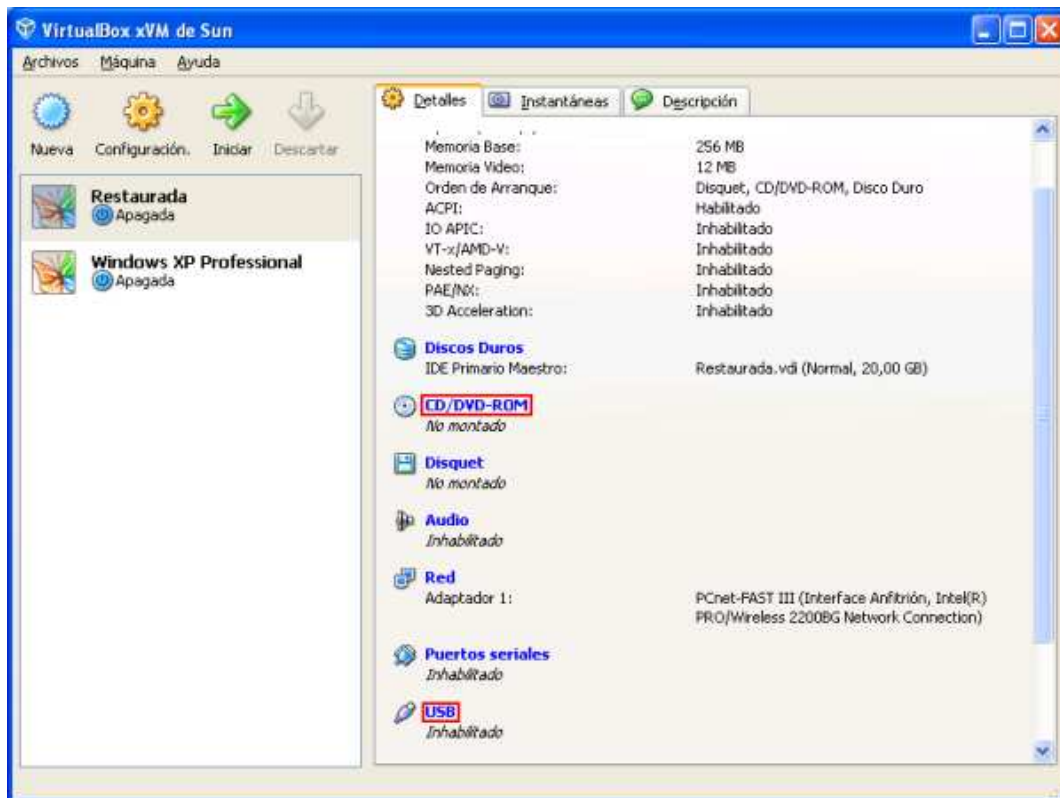 VirtualBox xVM de Sun
Archivos Máquina Ayuda
Nueva Configuración. Iniciar Descartar
Detalles Instantáneas Descripción
Restaurada
Apagada
Windows XP Professional
Apagada
Memoria Base: 256 MB
Memoria Video: 12 MB
Orden de Arranque: Disquet, CD/DVD-ROM, Disco Duro
ACPI: Habilitado
IO APIC: Inhabilitado
VT-x/AMD-V: Inhabilitado
Nested Paging: Inhabilitado
PAE/NX: Inhabilitado
3D Acceleration: Inhabilitado
Discos Duros
IDE Primario Maestro: Restaurada.vdi (Normal, 20,00 GB)
CD/DVD-ROM
No montado
Disquet
No montado
Audio
Inhabilitado
Red
Adaptador 1: PCnet-FAST III (Interface Anfitrión, Intel(R)
PRO/Wireless 2200BG Network Connection)
Puertos seriales
Inhabilitado
USB
Inhabilitado